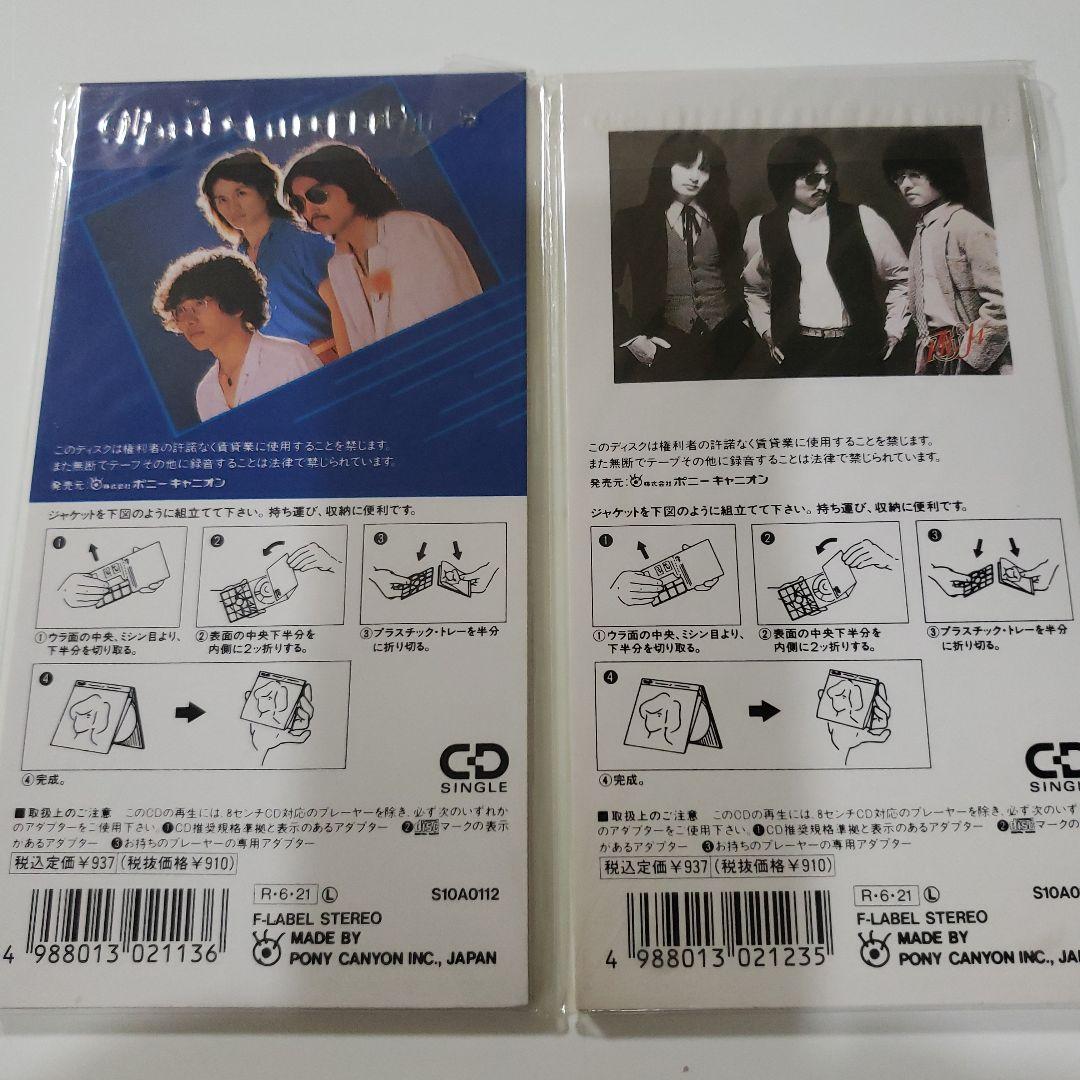 このディスクは権利者の許諾なく賃貸業に使用することを禁じます。
また無断でテープその他に録音することは法律で禁じられています。
発売元:株式会社ポニーキャニオン
ジャケットを下図のように組立てて下さい。持ち運び、収納に便利です。
❶
❷
❸
①ウラ面の中央、ミシン目より、
下半分を切り取る。
②表面の中央下半分を
内側に2ッ折りする。
③プラスチック・トレーを半分
に折り切る。
❹
④完成。
CD
SINGLE
■取扱上のご注意 このCDの再生には、8センチCD対応のプレーヤーを除き、必ず次のいずれか
のアダプターをご使用下さい。❶CD推奨規格準拠と表示のあるアダプター ❷discマークの表示
があるアダプター ❸お持ちのプレーヤーの専用アダプター
税込定価¥937(税抜価格¥910)
R・6・21 Ⓛ S10A0112
F-LABEL STEREO
MADE BY
PONY CANYON INC., JAPAN
4 988013 021136
このディスクは権利者の許諾なく賃貸業に使用することを禁じます。
また無断でテープその他に録音することは法律で禁じられています。
発売元:株式会社ポニーキャニオン
ジャケットを下図のように組立てて下さい。持ち運び、収納に便利です。
❶
❷
❸
①ウラ面の中央、ミシン目より、
下半分を切り取る。
②表面の中央下半分を
内側に2ッ折りする。
③プラスチック・トレーを半分
に折り切る。
❹
④完成。
CD
SINGL
■取扱上のご注意 このCDの再生には、8センチCD対応のプレーヤーを除き、必ず次のいずれ
のアダプターをご使用下さい。❶CD推奨規格準拠と表示のあるアダプター ❷discマークの
があるアダプター ❸お持ちのプレーヤーの専用アダプター
税込定価¥937(税抜価格¥910)
R・6・21 Ⓛ S10A0
F-LABEL STEREO
MADE BY
PONY CANYON INC., JA
4 988013 021235